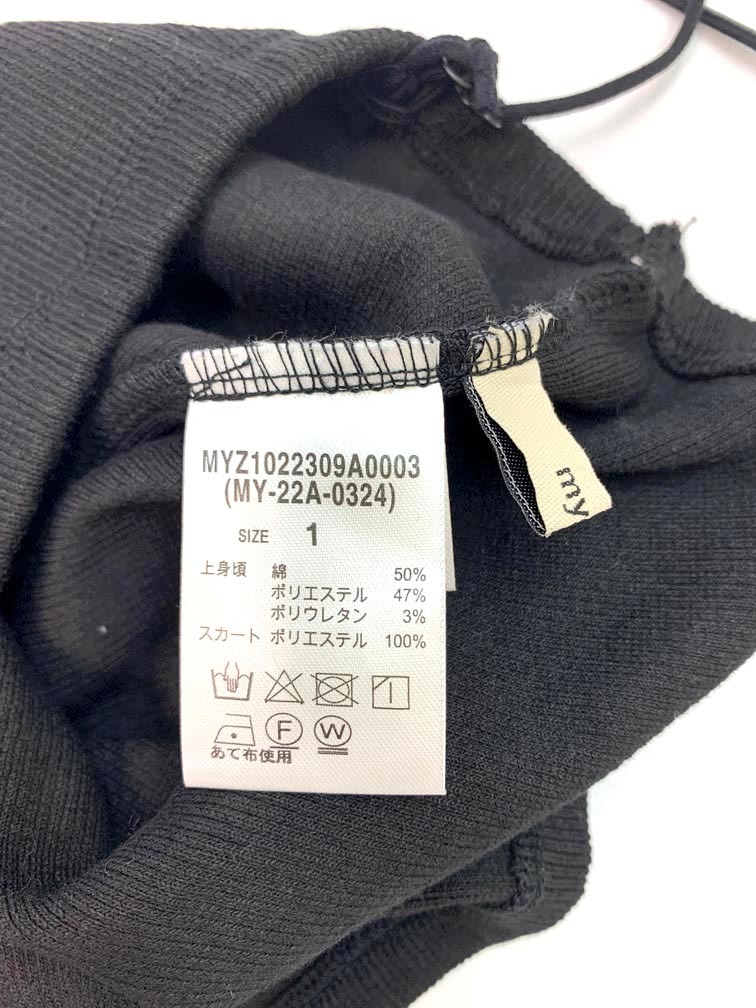 MYZ1022309A0003
(MY-22A-0324)
SIZE 1
上身頃 綿 50%
ポリエステル 47%
ポリウレタン 3%
スカート ポリエステル 100%
F W
あて布使用
my